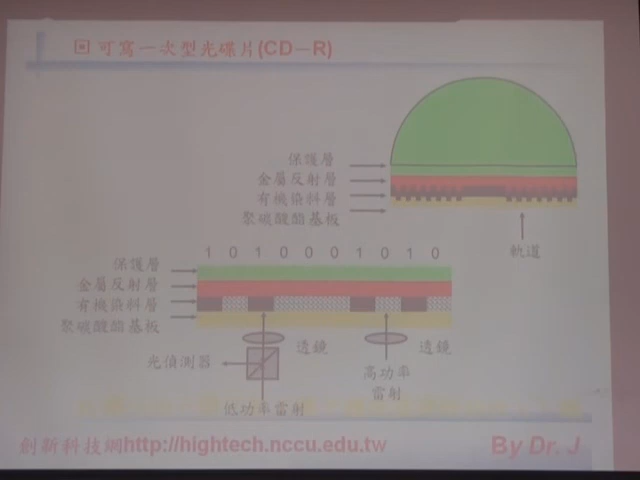 可寫一次型光碟片(CD-R)
保護層
金屬反射層
有機染料層
聚碳酸酯基板
軌道
1 0 1 0 0 0 1 0 1 0
保護層
金屬反射層
有機染料層
聚碳酸酯基板
透鏡
透鏡
光偵測器
高功率
雷射
低功率雷射
創新科技網http://hightech.nccu.edu.tw
By Dr. J